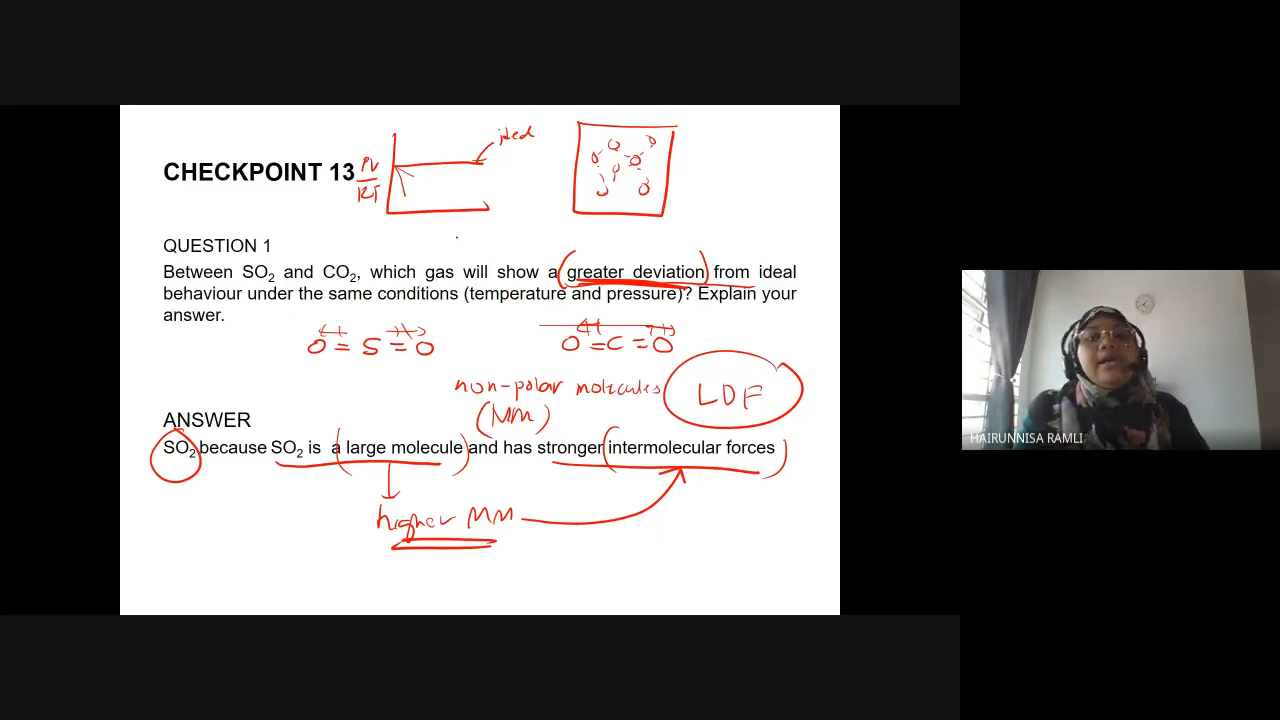 CHECKPOINT 13
PV
RT
ideal
QUESTION 1
Between SO₂ and CO₂, which gas will show a greater deviation from ideal
behaviour under the same conditions (temperature and pressure)? Explain your
answer.
O = S = O
O = C = O
non-polar molecules
(MM)
LDF
ANSWER
SO₂ because SO₂ is a large molecule and has stronger intermolecular forces
higher MM
HAIRUNNISA RAMLI